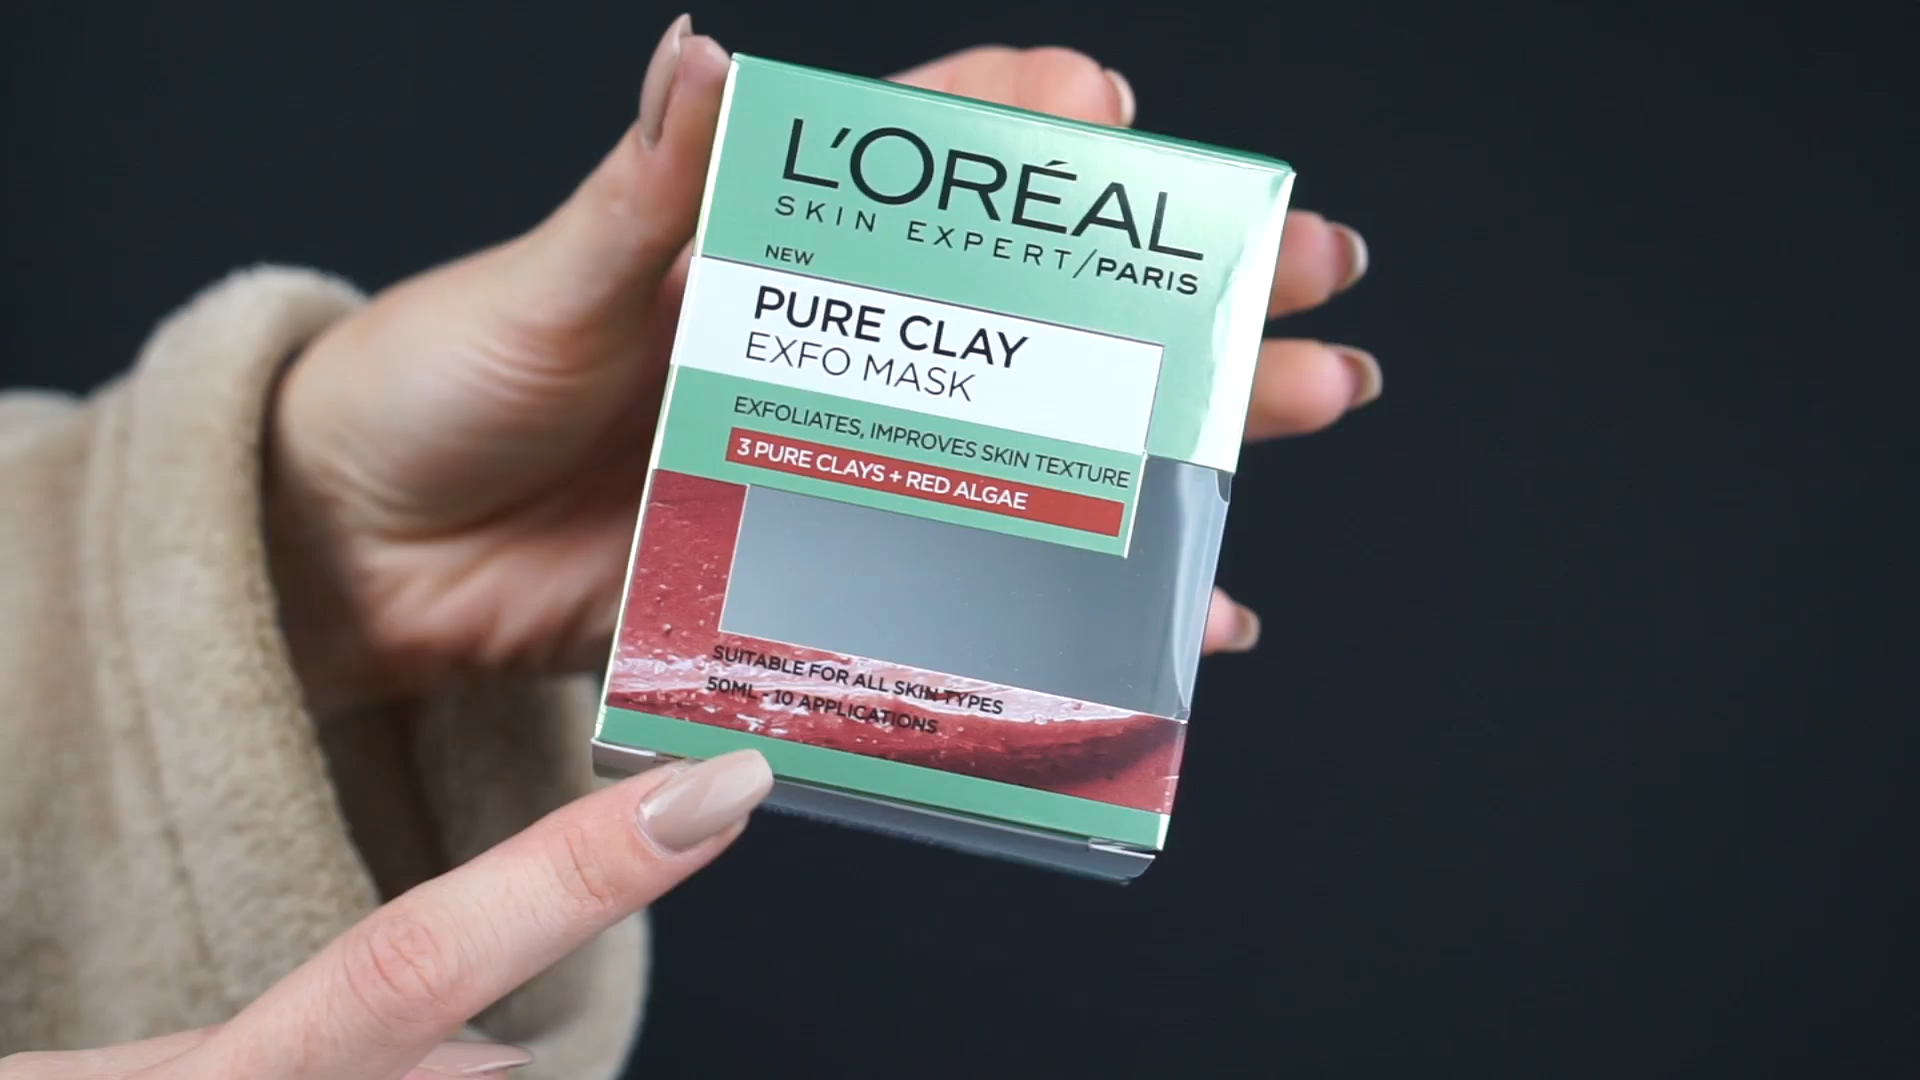 L'ORÉAL
SKIN EXPERT/PARIS
NEW
PURE CLAY
EXFO MASK
EXFOLIATES, IMPROVES SKIN TEXTURE
3 PURE CLAYS + RED ALGAE
SUITABLE FOR ALL SKIN TYPES
50ML - 10 APPLICATIONS